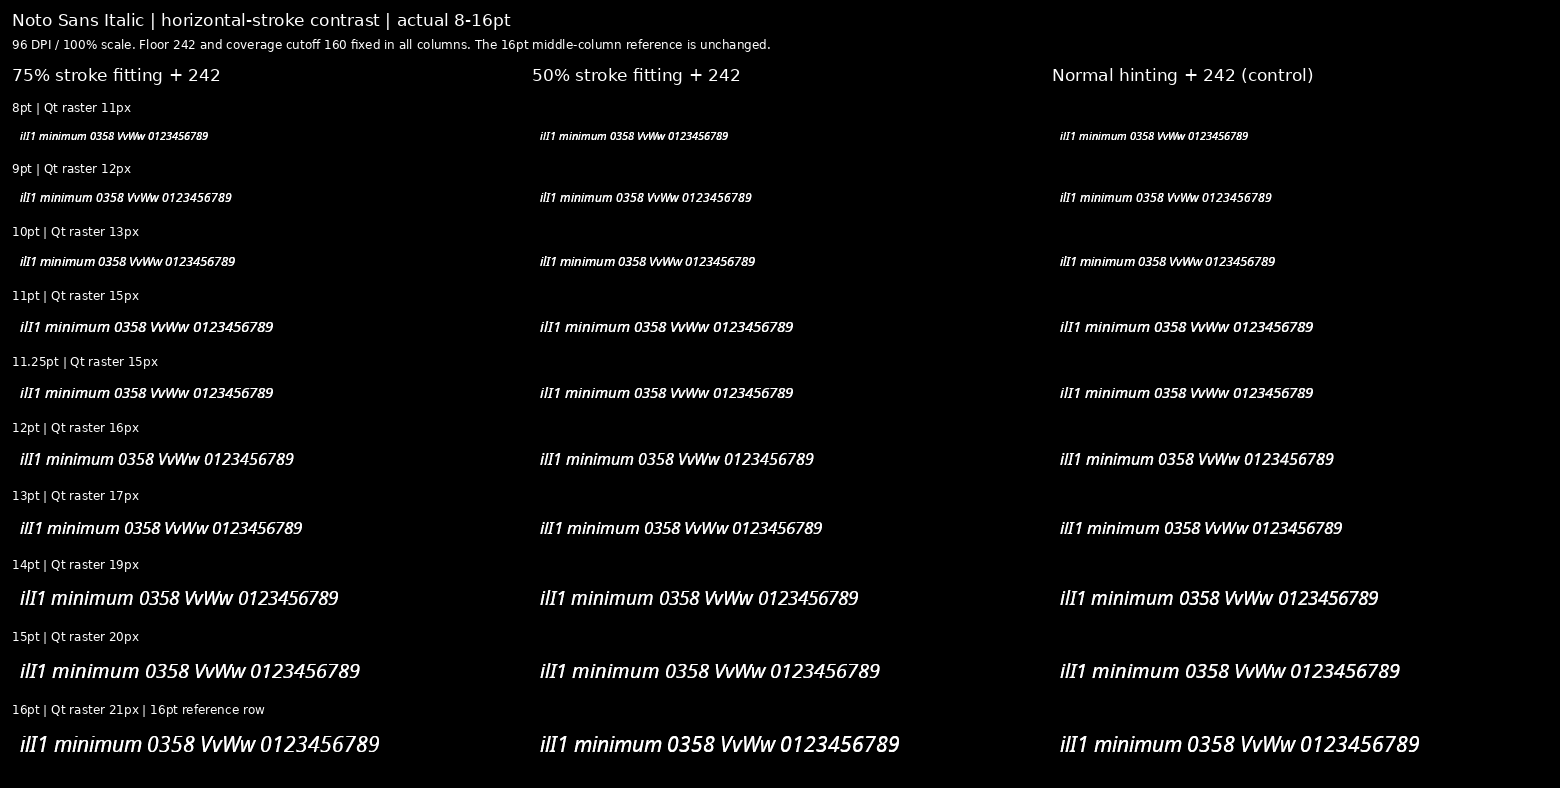 Noto Sans Italic | horizontal-stroke contrast | actual 8-16pt
96 DPI / 100% scale. Floor 242 and coverage cutoff 160 fixed in all columns. The 16pt middle-column reference is unchanged.
75% stroke fitting + 242 50% stroke fitting + 242 Normal hinting + 242 (control)
8pt | Qt raster 11px
ilI1 minimum 0358 VvWw 0123456789 ilI1 minimum 0358 VvWw 0123456789 ilI1 minimum 0358 VvWw 0123456789
9pt | Qt raster 12px
ilI1 minimum 0358 VvWw 0123456789 ilI1 minimum 0358 VvWw 0123456789 ilI1 minimum 0358 VvWw 0123456789
10pt | Qt raster 13px
ilI1 minimum 0358 VvWw 0123456789 ilI1 minimum 0358 VvWw 0123456789 ilI1 minimum 0358 VvWw 0123456789
11pt | Qt raster 15px
ilI1 minimum 0358 VvWw 0123456789 ilI1 minimum 0358 VvWw 0123456789 ilI1 minimum 0358 VvWw 0123456789
11.25pt | Qt raster 15px
ilI1 minimum 0358 VvWw 0123456789 ilI1 minimum 0358 VvWw 0123456789 ilI1 minimum 0358 VvWw 0123456789
12pt | Qt raster 16px
ilI1 minimum 0358 VvWw 0123456789 ilI1 minimum 0358 VvWw 0123456789 ilI1 minimum 0358 VvWw 0123456789
13pt | Qt raster 17px
ilI1 minimum 0358 VvWw 0123456789 ilI1 minimum 0358 VvWw 0123456789 ilI1 minimum 0358 VvWw 0123456789
14pt | Qt raster 19px
ilI1 minimum 0358 VvWw 0123456789 ilI1 minimum 0358 VvWw 0123456789 ilI1 minimum 0358 VvWw 0123456789
15pt | Qt raster 20px
ilI1 minimum 0358 VvWw 0123456789 ilI1 minimum 0358 VvWw 0123456789 ilI1 minimum 0358 VvWw 0123456789
16pt | Qt raster 21px | 16pt reference row
ilI1 minimum 0358 VvWw 0123456789 ilI1 minimum 0358 VvWw 0123456789 ilI1 minimum 0358 VvWw 0123456789